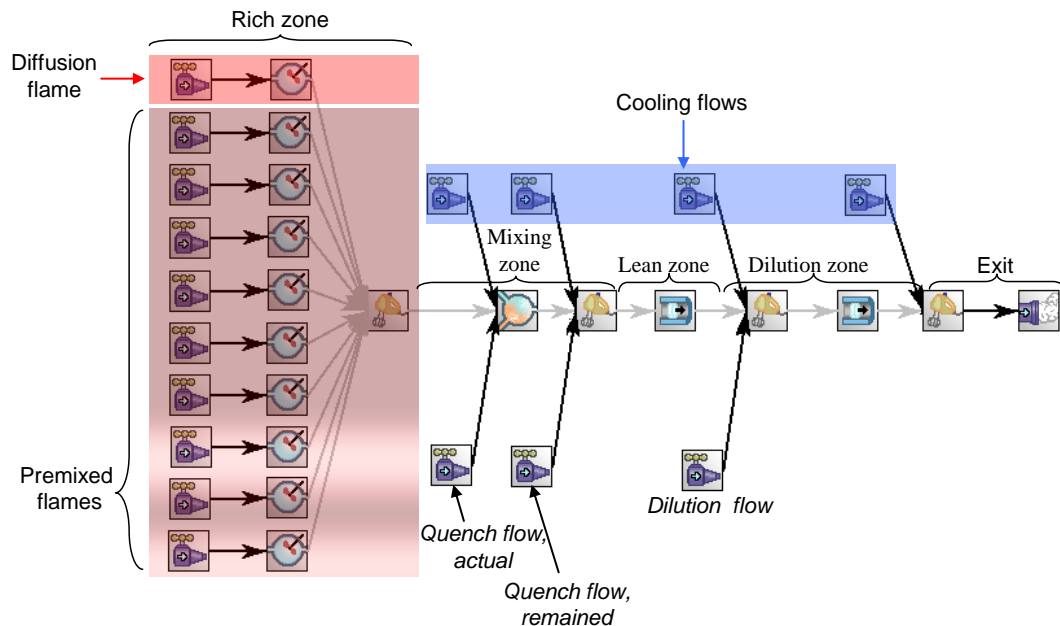 Rich zone
Diffusion
flame
Cooling flows
Mixing
zone
Lean zone
Dilution zone
Exit
Premixed
flames
Quench flow,
actual
Dilution flow
Quench flow,
remained